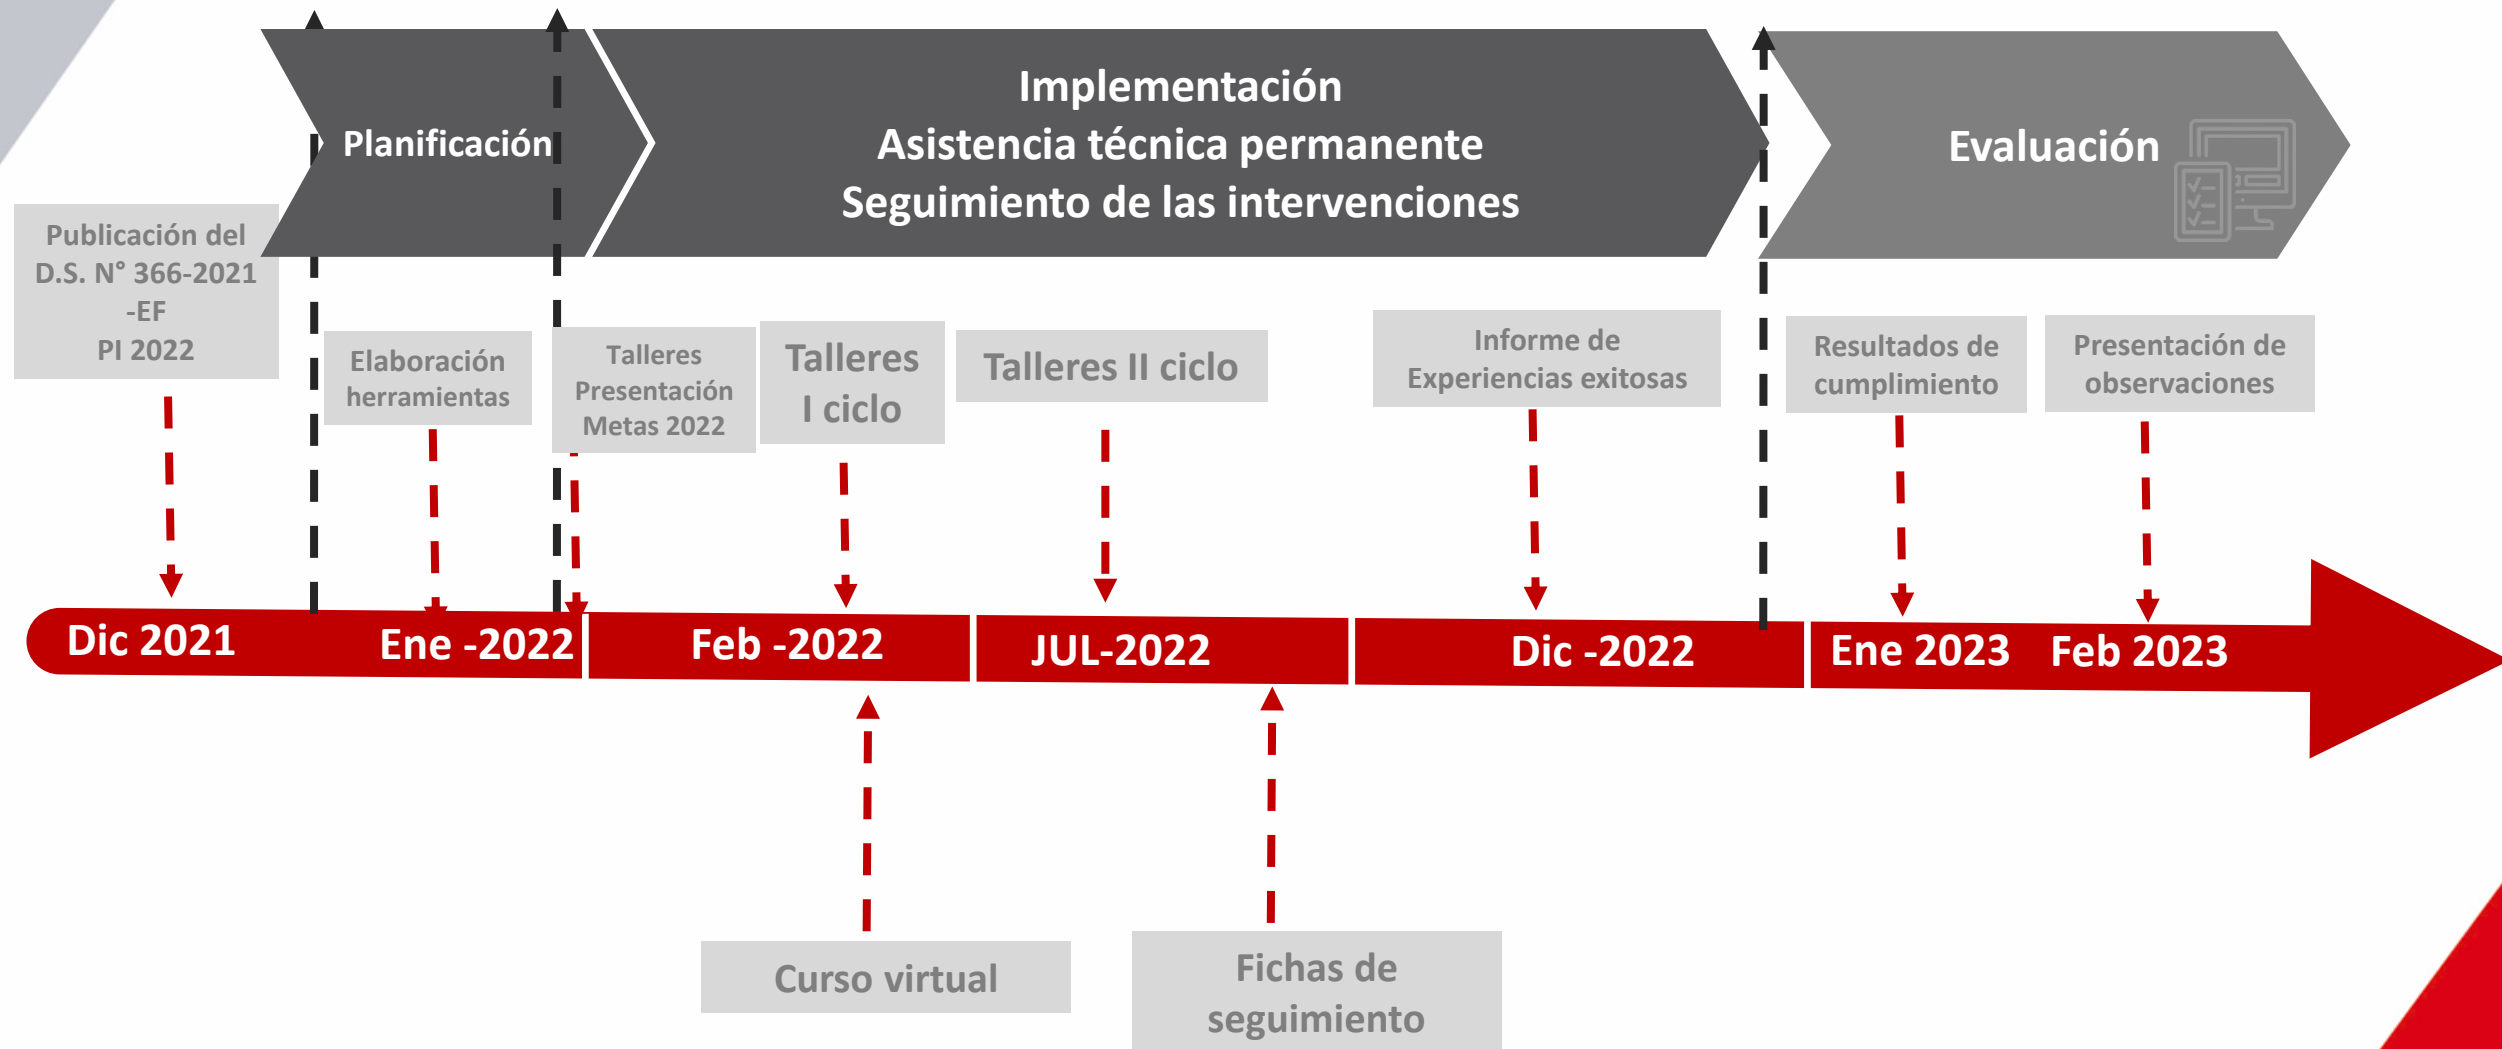 Planificación
Implementación
Asistencia técnica permanente
Seguimiento de las intervenciones
Evaluación
Publicación del
D.S. N° 366-2021
-EF
PI 2022
Elaboración
herramientas
Talleres
Presentación
Metas 2022
Talleres
I ciclo
Talleres II ciclo
Informe de
Experiencias exitosas
Resultados de
cumplimiento
Presentación de
observaciones
Dic 2021
Ene -2022
Feb -2022
JUL-2022
Dic -2022
Ene 2023
Feb 2023
Curso virtual
Fichas de
seguimiento